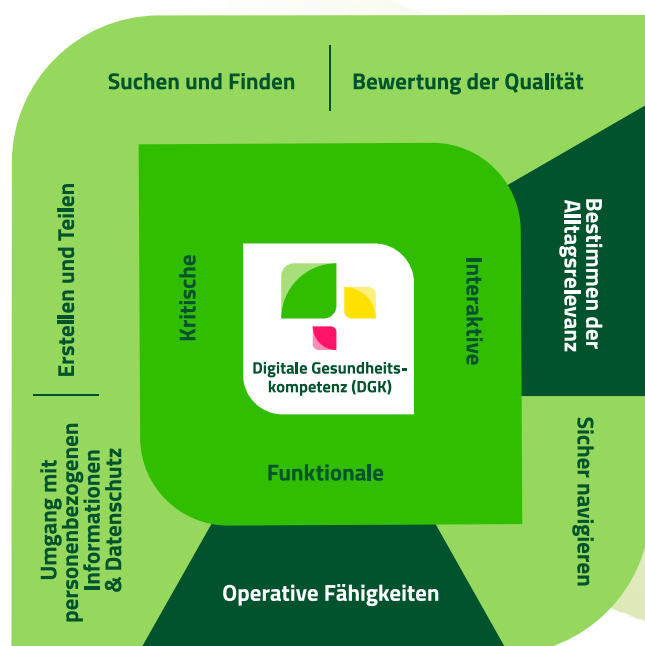 Suchen und Finden
Bewertung der Qualität
Bestimmen der
Alltagsrelevanz
Sicher navigieren
Operative Fähigkeiten
Umgang mit
personenbezogenen
Informationen
& Datenschutz
Erstellen und Teilen
Kritische
Interaktive
Funktionale
Digitale Gesundheits-
kompetenz (DGK)